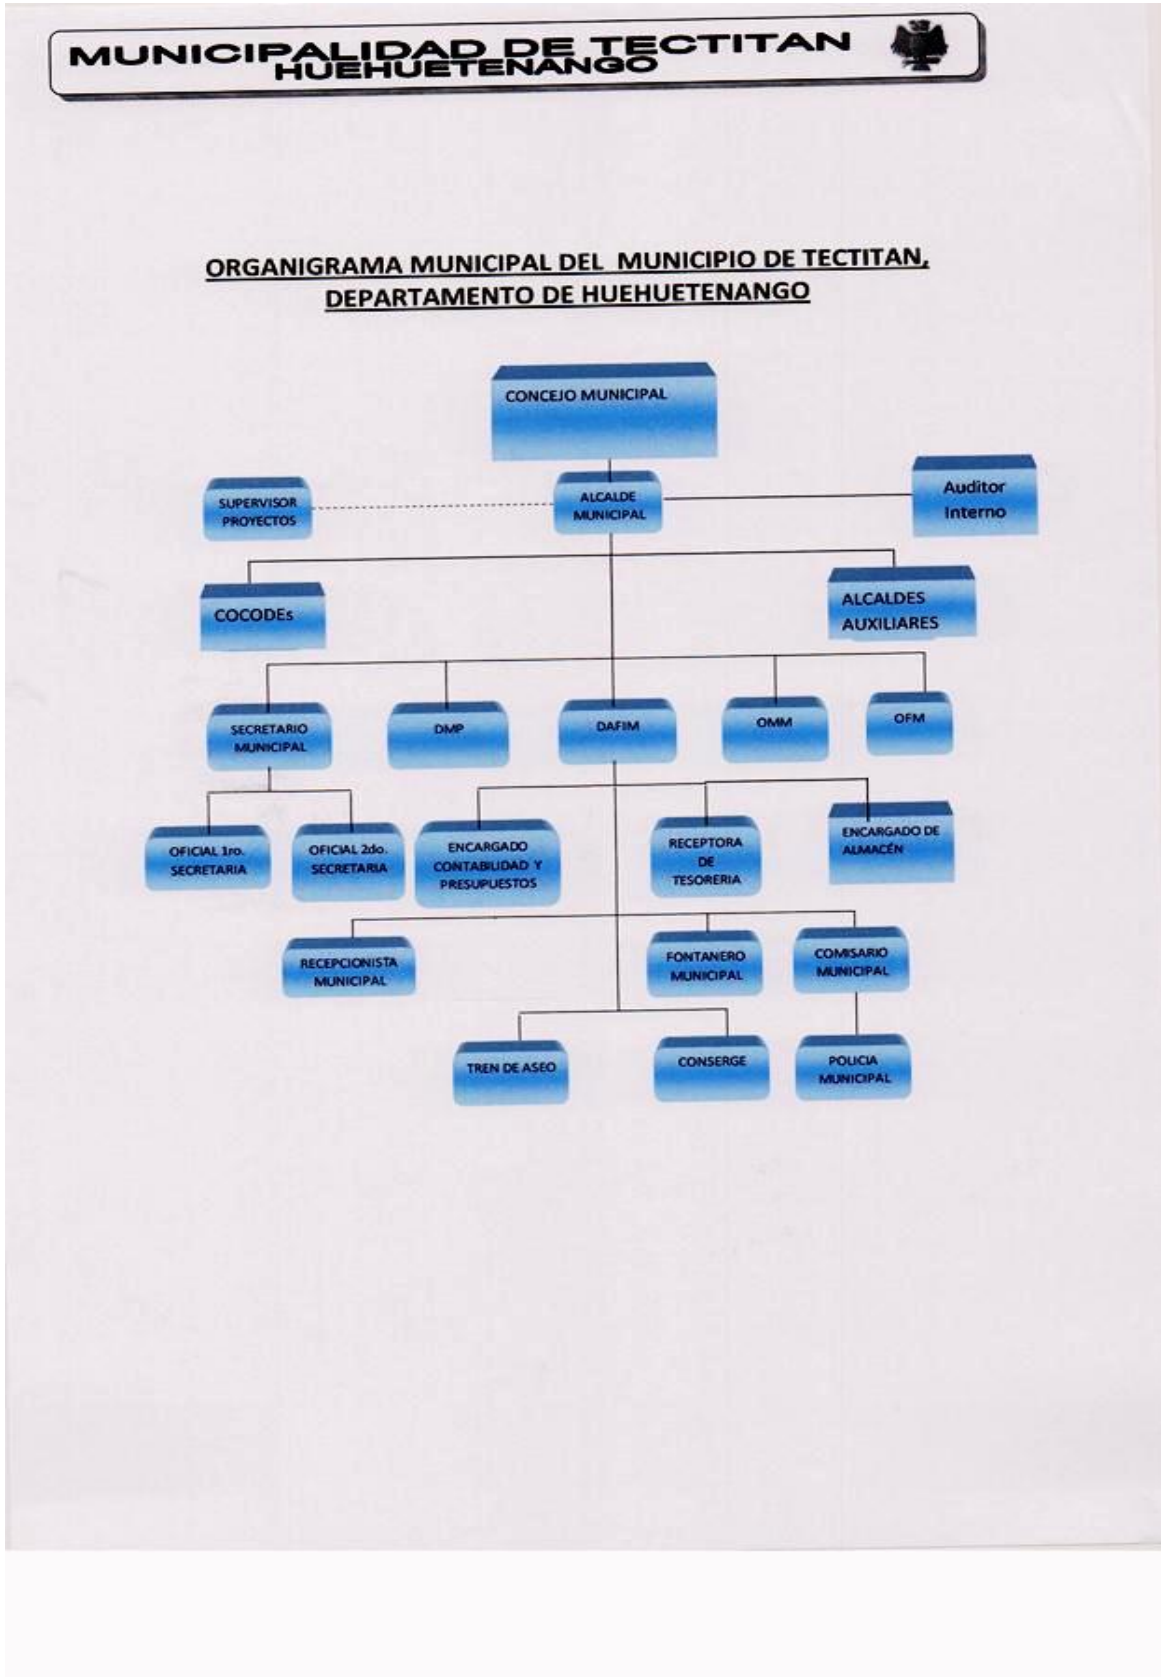 MUNICIPALIDAD DE TECTITAN
HUEHUETENANGO
ORGANIGRAMA MUNICIPAL DEL MUNICIPIO DE TECTITAN,
DEPARTAMENTO DE HUEHUETENANGO
CONCEJO MUNICIPAL
SUPERVISOR
PROYECTOS
ALCALDE
MUNICIPAL
Auditor
Interno
COCODEs
ALCALDES
AUXILIARES
SECRETARIO
MUNICIPAL
DMP
DAFIM
OMM
OFM
OFICIAL 1ro.
SECRETARIA
OFICIAL 2do.
SECRETARIA
ENCARGADO
CONTABILIDAD Y
PRESUPUESTOS
RECEPTORA
DE
TESORERIA
ENCARGADO DE
ALMACÉN
RECEPCIONISTA
MUNICIPAL
FONTANERO
MUNICIPAL
COMISARIO
MUNICIPAL
TREN DE ASEO
CONSERGE
POLICIA
MUNICIPAL